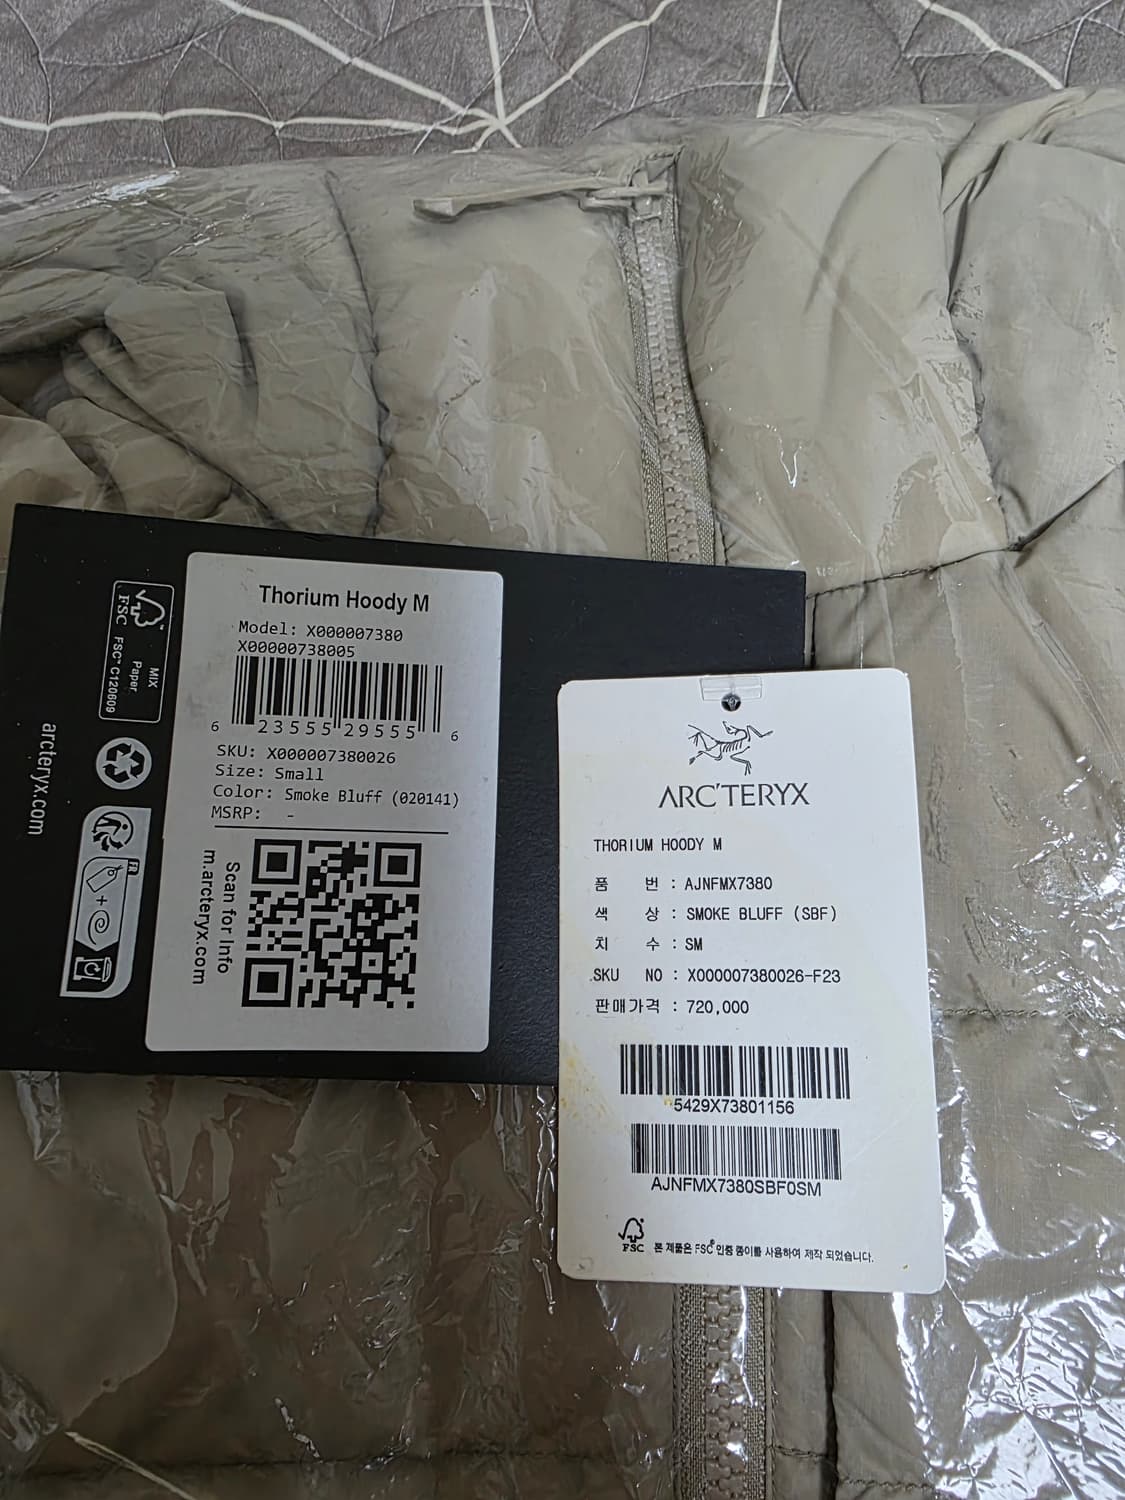 Thorium Hoody M
Model: X000007380
X00000738005
6 23555 29555 6
SKU: X000007380026
Size: Small
Color: Smoke Bluff (020141)
MSRP: -
Scan for Info
m.arcteryx.com
FSC
MIX
Paper
FSC™ C120609
arcteryx.com
FR
ARC'TERYX
THORIUM HOODY M
품 번 : AJNFMX7380
색 상 : SMOKE BLUFF (SBF)
치 수 : SM
SKU NO : X000007380026-F23
판매가격 : 720,000
5429X73801156
AJNFMX7380SBF0SM
FSC 본 제품은 FSC® 인증 종이를 사용하여 제작 되었습니다.